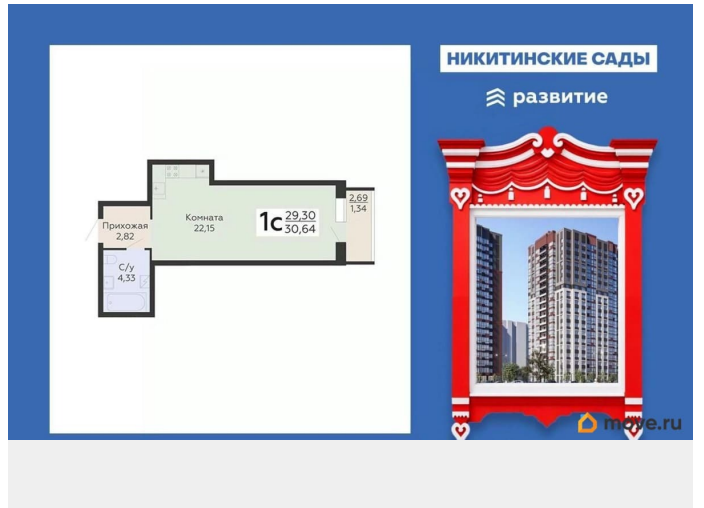 НИКИТИНСКИЕ САДЫ
развитие
2,69
1,34
Комната
22,15
1с
29,30
30,64
Прихожая
2,82
С/у
4,33
move.ru